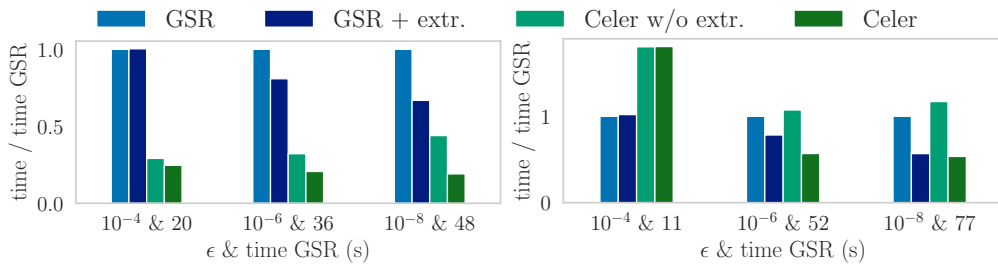 GSR GSR + extr. Celer w/o extr. Celer
time / time GSR
1.0
0.5
0.0
10⁻⁴ & 20 10⁻⁶ & 36 10⁻⁸ & 48
ϵ & time GSR (s)
time / time GSR
1
0
10⁻⁴ & 11 10⁻⁶ & 52 10⁻⁸ & 77
ϵ & time GSR (s)